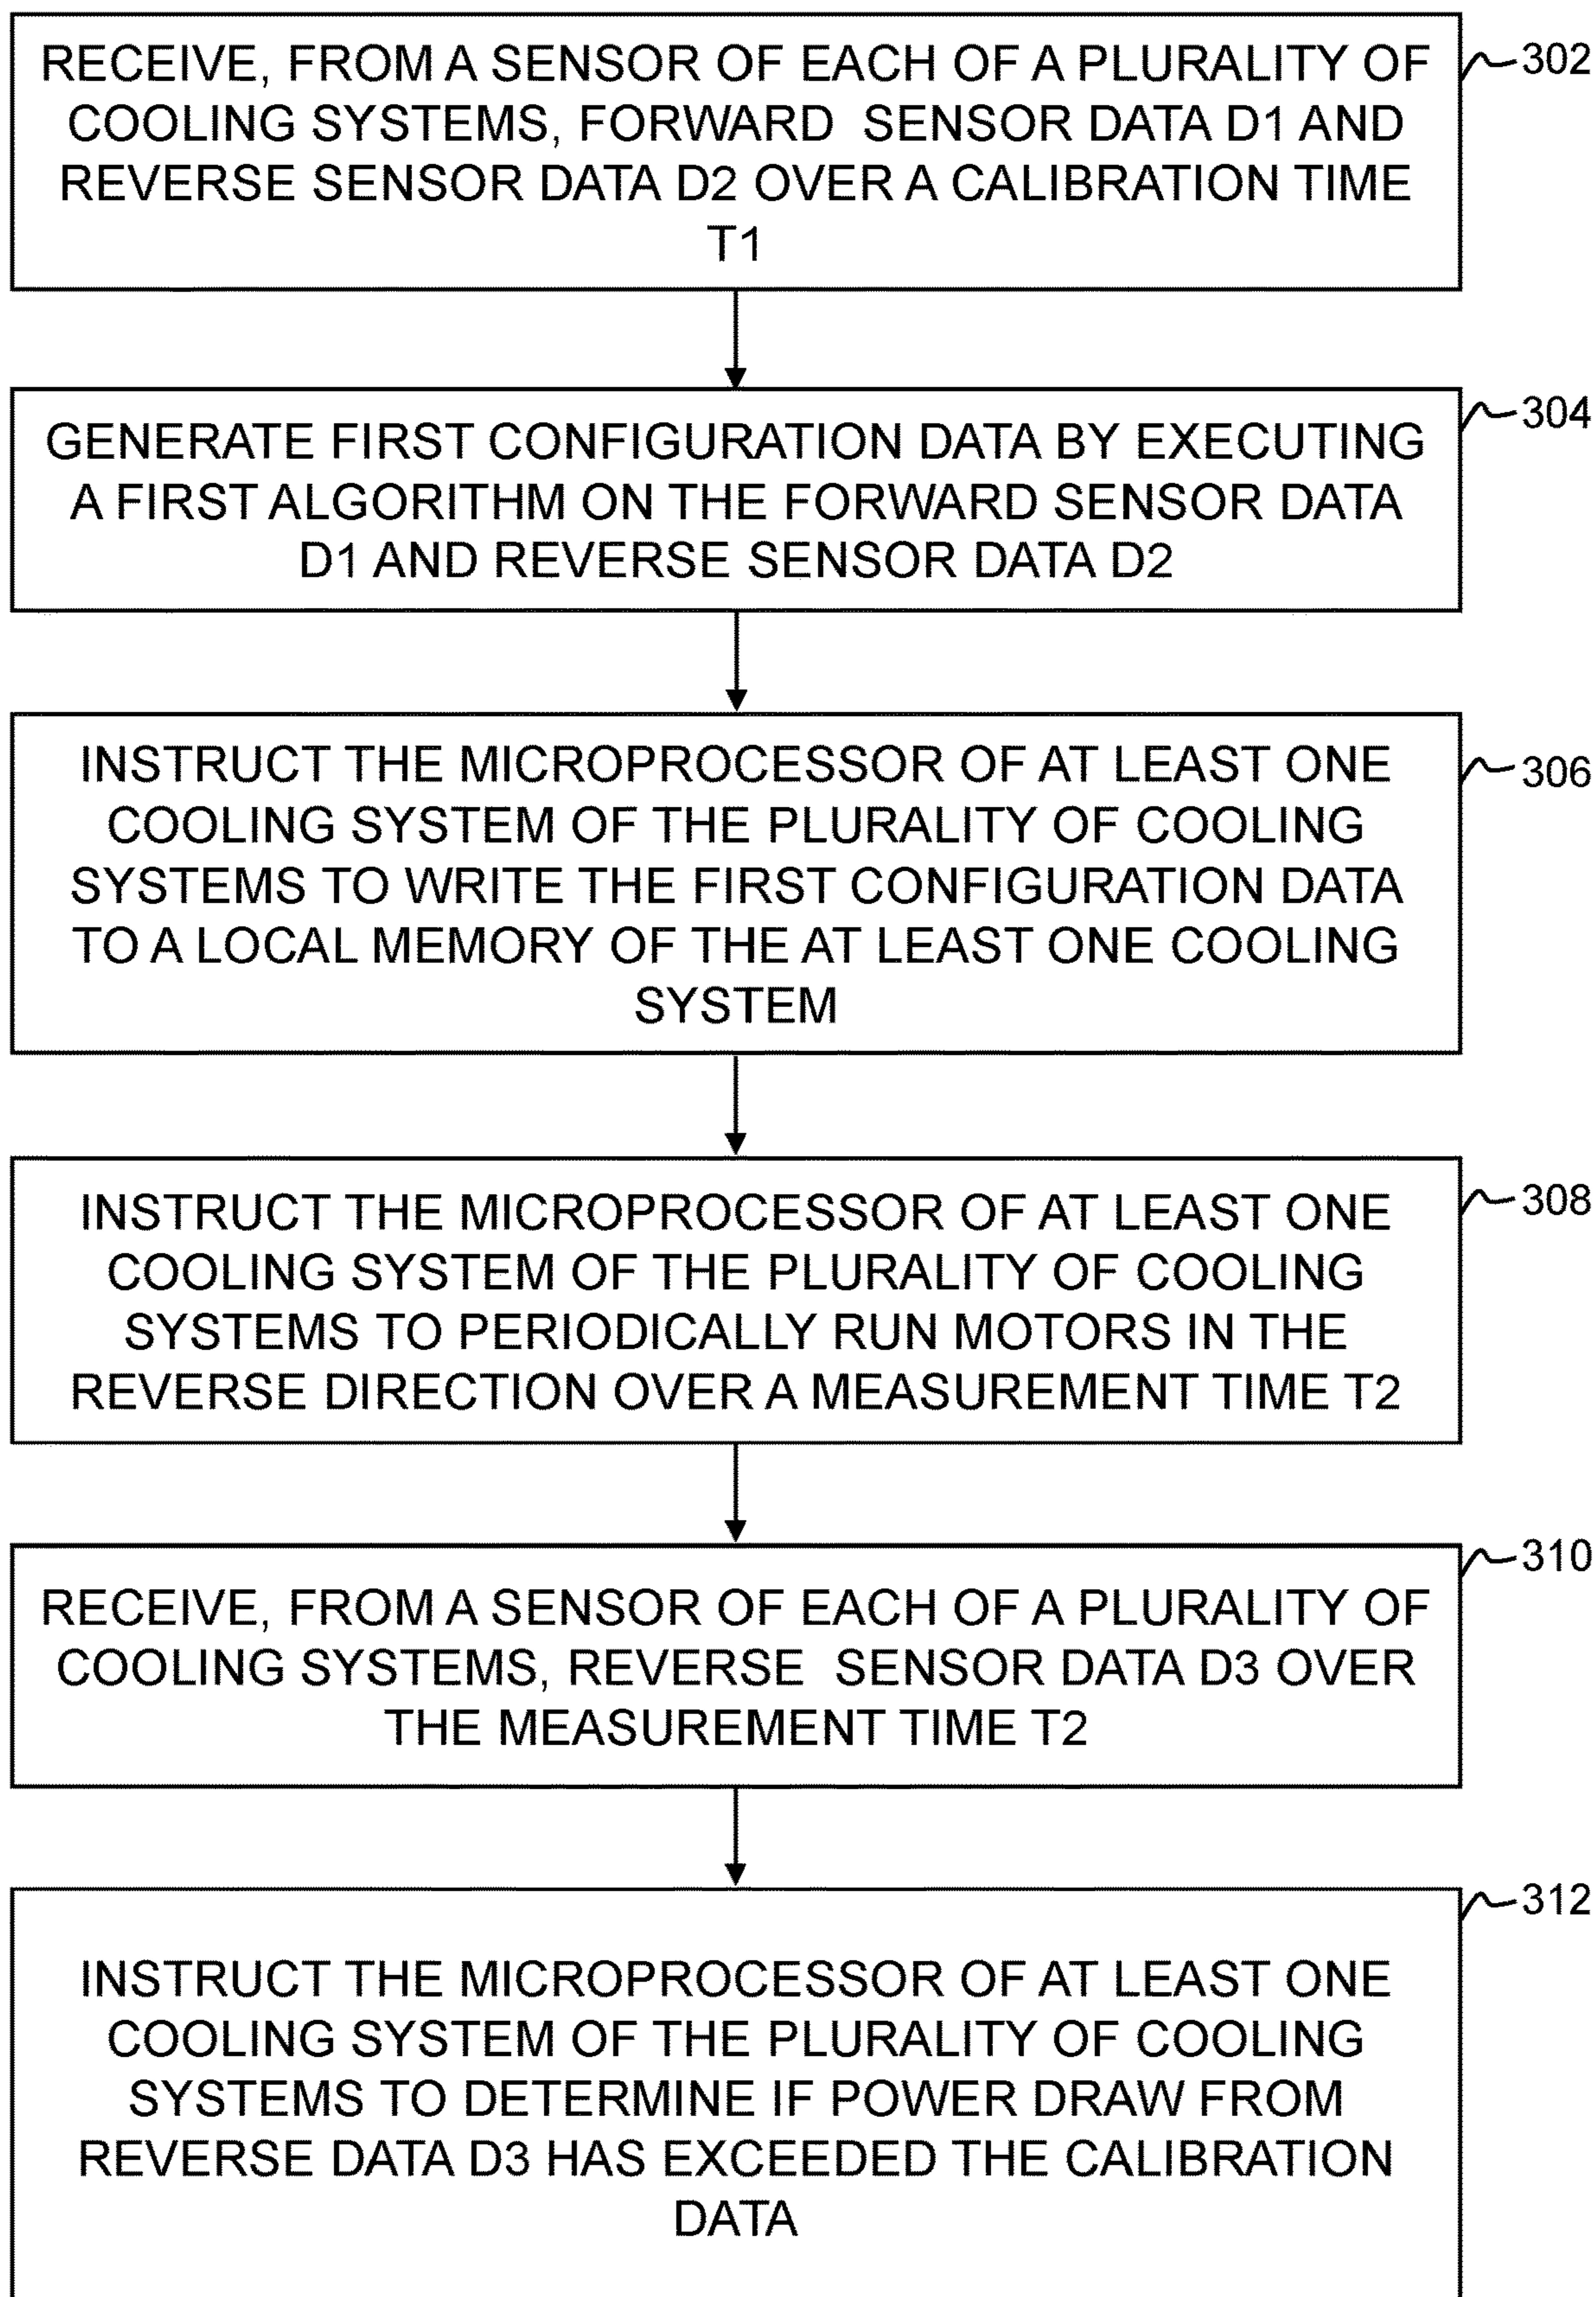 RECEIVE, FROM A SENSOR OF EACH OF A PLURALITY OF
COOLING SYSTEMS, FORWARD SENSOR DATA D1 AND
REVERSE SENSOR DATA D2 OVER A CALIBRATION TIME
T1
302
GENERATE FIRST CONFIGURATION DATA BY EXECUTING
A FIRST ALGORITHM ON THE FORWARD SENSOR DATA
D1 AND REVERSE SENSOR DATA D2
304
INSTRUCT THE MICROPROCESSOR OF AT LEAST ONE
COOLING SYSTEM OF THE PLURALITY OF COOLING
SYSTEMS TO WRITE THE FIRST CONFIGURATION DATA
TO A LOCAL MEMORY OF THE AT LEAST ONE COOLING
SYSTEM
306
INSTRUCT THE MICROPROCESSOR OF AT LEAST ONE
COOLING SYSTEM OF THE PLURALITY OF COOLING
SYSTEMS TO PERIODICALLY RUN MOTORS IN THE
REVERSE DIRECTION OVER A MEASUREMENT TIME T2
308
RECEIVE, FROM A SENSOR OF EACH OF A PLURALITY OF
COOLING SYSTEMS, REVERSE SENSOR DATA D3 OVER
THE MEASUREMENT TIME T2
310
INSTRUCT THE MICROPROCESSOR OF AT LEAST ONE
COOLING SYSTEM OF THE PLURALITY OF COOLING
SYSTEMS TO DETERMINE IF POWER DRAW FROM
REVERSE DATA D3 HAS EXCEEDED THE CALIBRATION
DATA
312